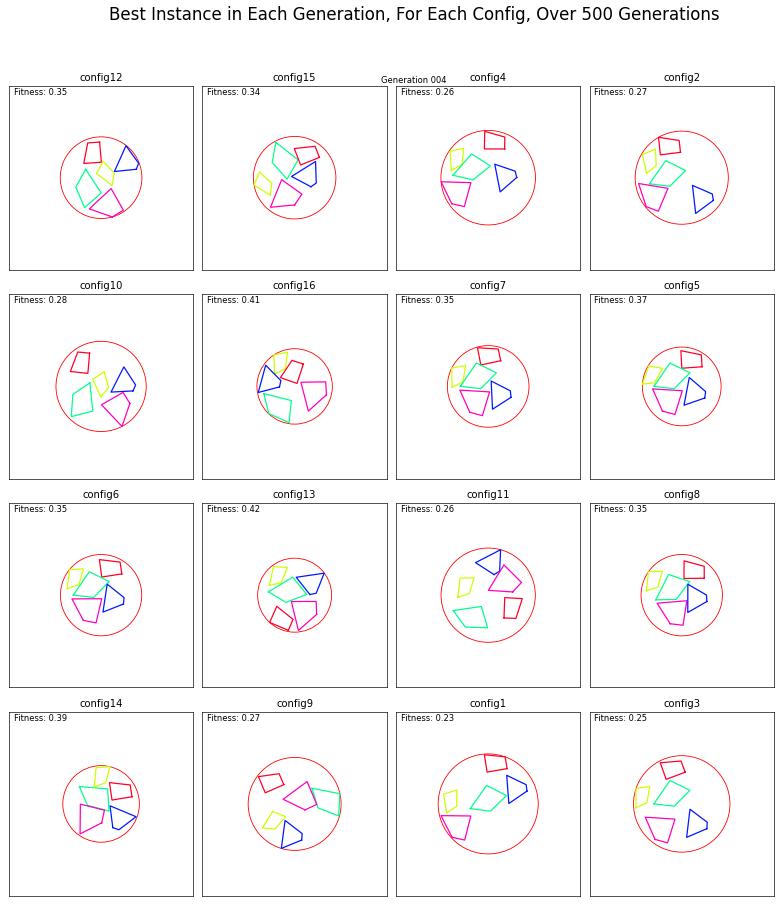 Best Instance in Each Generation, For Each Config, Over 500 Generations
Generation 004
config12
Fitness: 0.35
config15
Fitness: 0.34
config4
Fitness: 0.26
config2
Fitness: 0.27
config10
Fitness: 0.28
config16
Fitness: 0.41
config7
Fitness: 0.35
config5
Fitness: 0.37
config6
Fitness: 0.35
config13
Fitness: 0.42
config11
Fitness: 0.26
config8
Fitness: 0.35
config14
Fitness: 0.39
config9
Fitness: 0.27
config1
Fitness: 0.23
config3
Fitness: 0.25